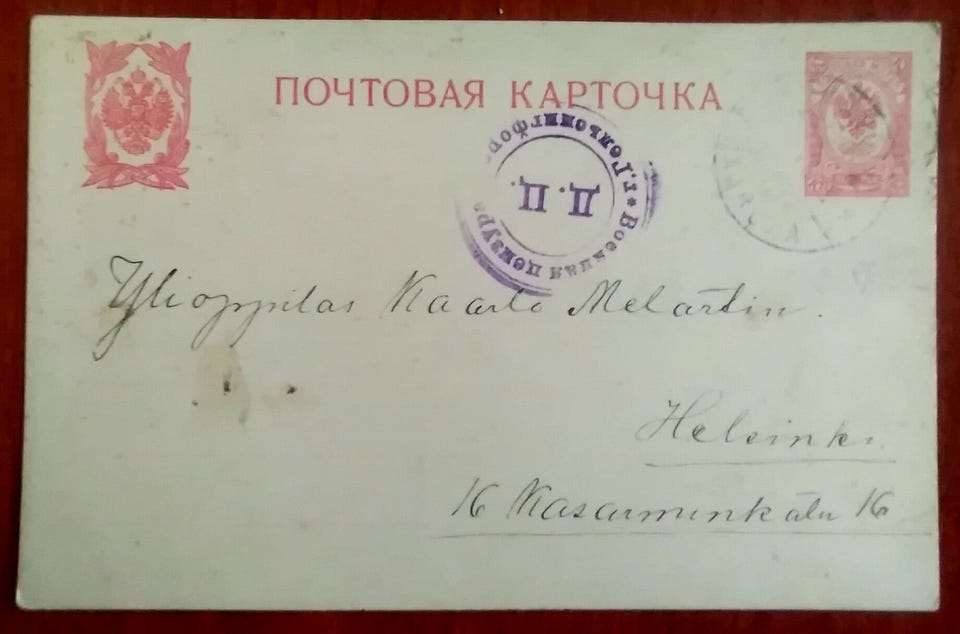 ПОЧТОВАЯ КАРТОЧКА
Военная цензура * г. Гельсингфорс
Д. Ц.
Ylioppilas Kaarlo Melartin.
Helsinki.
16 Kasarminkatu 16